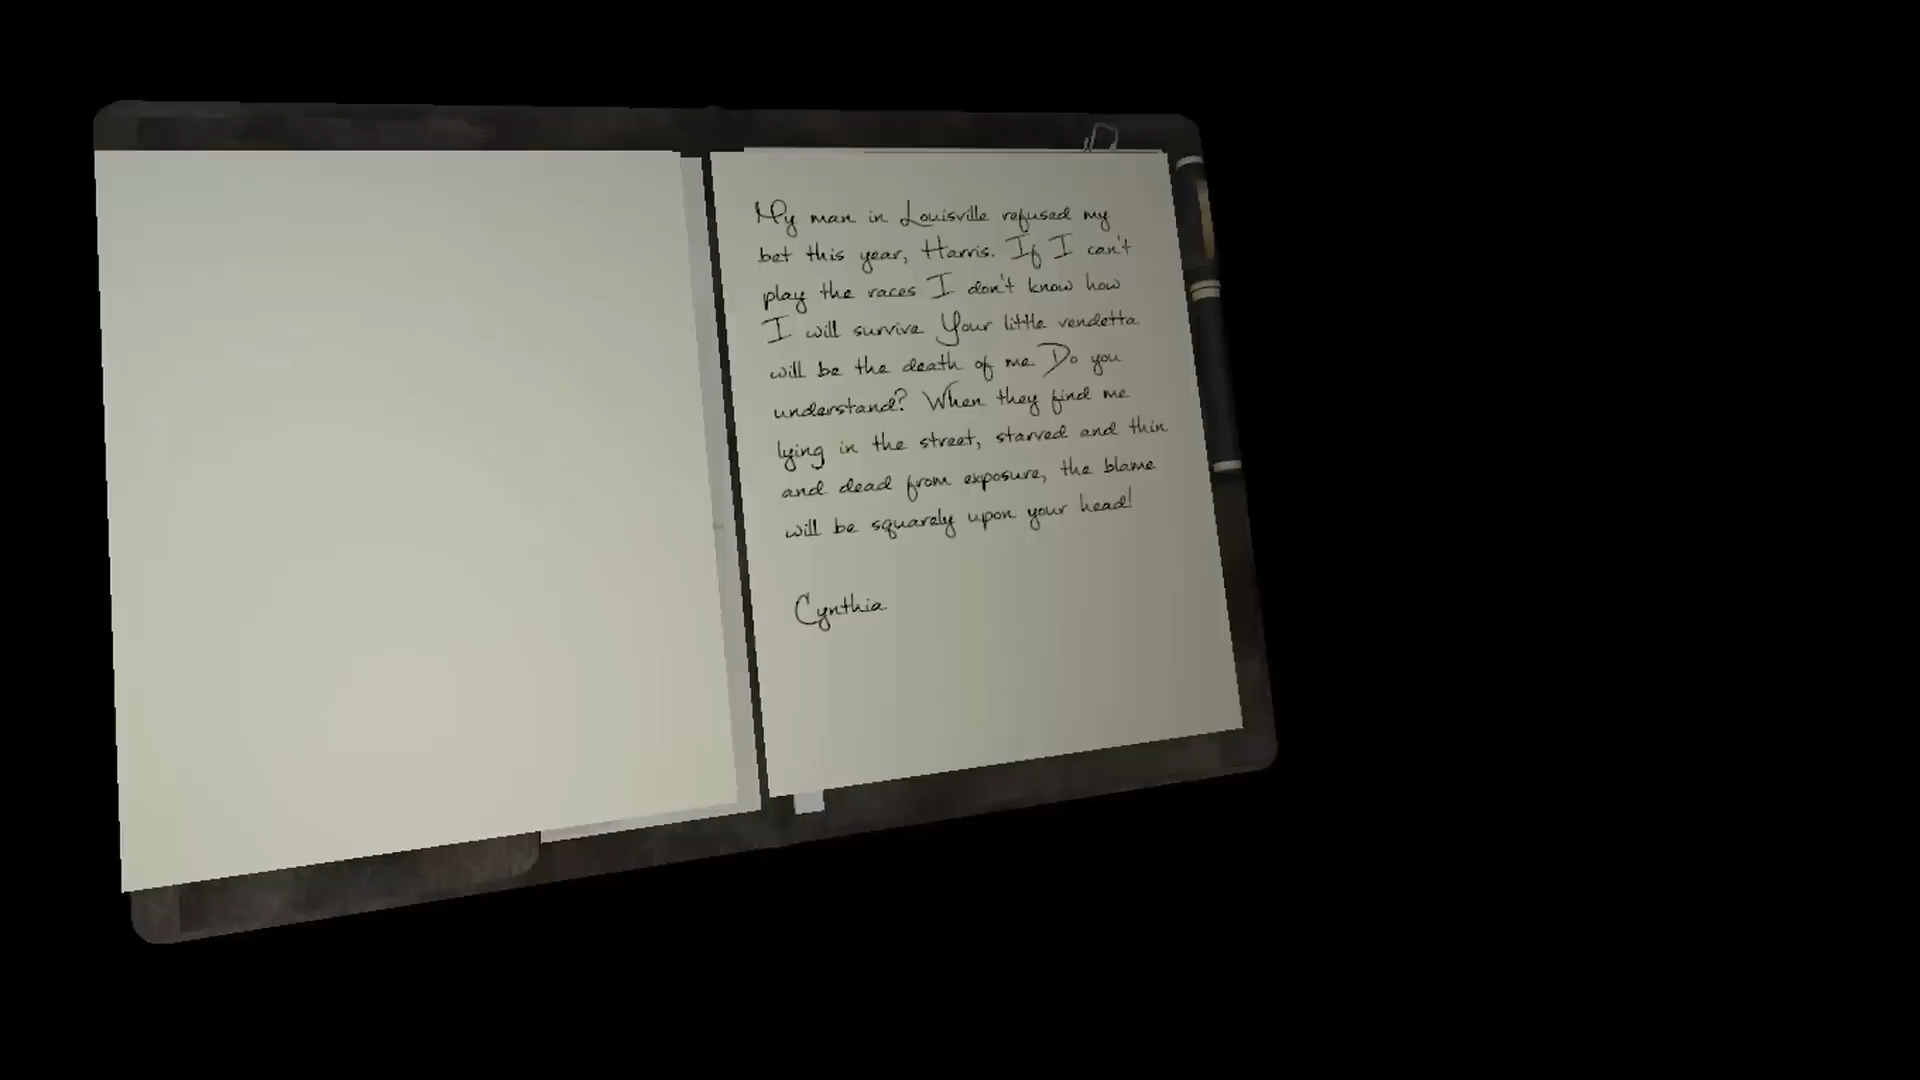 My man in Louisville refused my
bet this year, Harris. If I can't
play the races I don't know how
I will survive Your little vendetta
will be the death of me Do you
understand? When they find me
lying in the street, starved and thin
and dead from exposure, the blame
will be squarely upon your head!
Cynthia